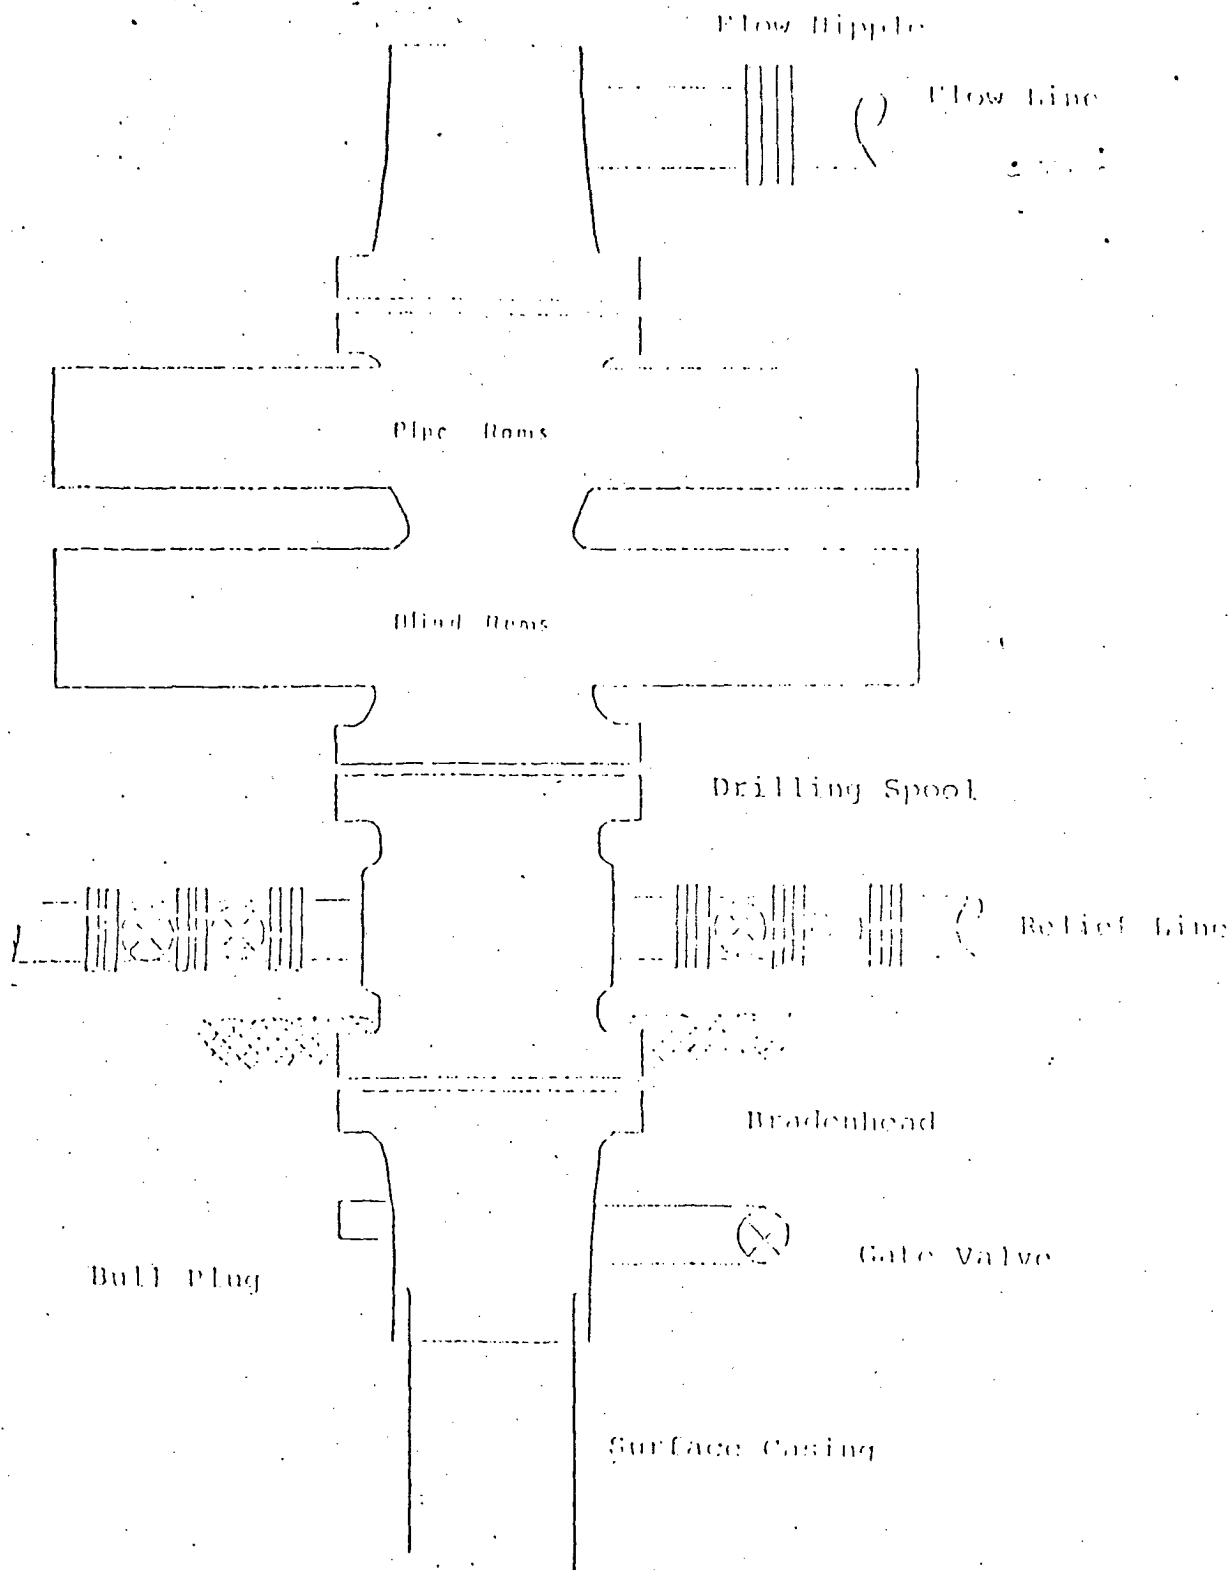 Flow Nipple
Flow Line
Pipe Rams
Blind Rams
Drilling Spool
Relief Line
Bradenhead
Gate Valve
Bull Plug
Surface Casing